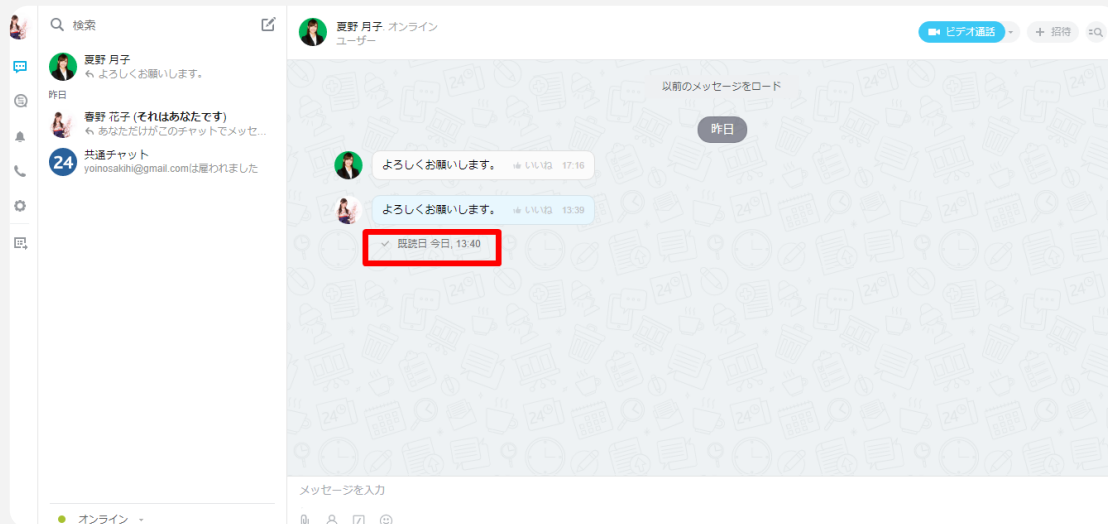 検索
夏野 月子
よろしくお願いします。
昨日
春野 花子 (それはあなたです)
あなただけがこのチャットでメッセ...
24
共通チャット
yoinosakihi@gmail.comは雇われました
オンライン
夏野 月子. オンライン
ユーザー
ビデオ通話
+ 招待
以前のメッセージをロード
昨日
よろしくお願いします。 いいね 17:16
よろしくお願いします。 いいね 13:39
既読日 今日, 13:40
メッセージを入力